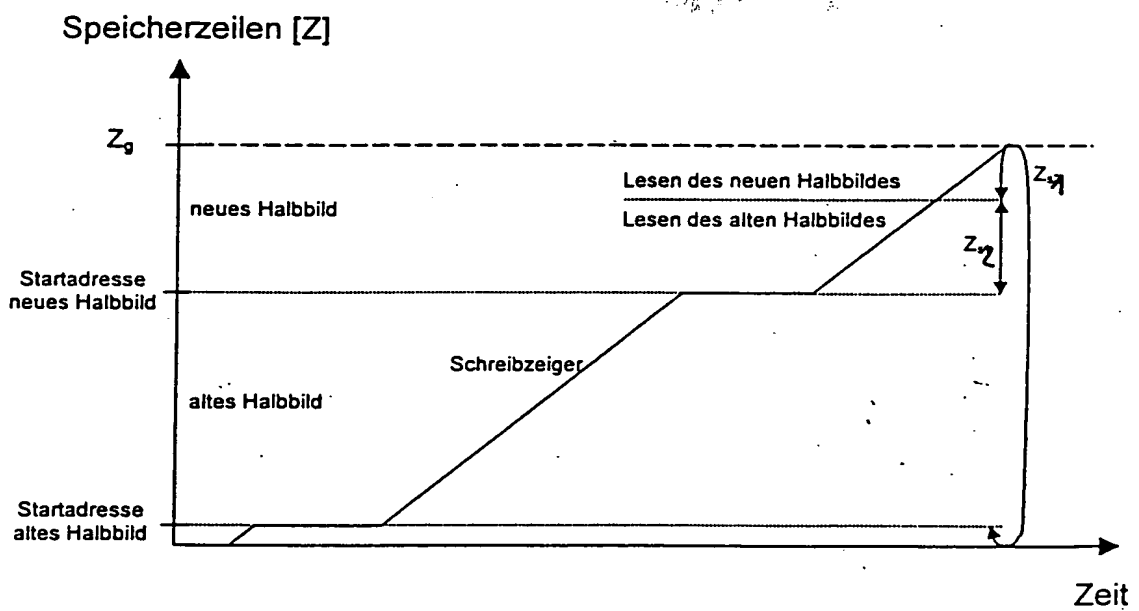 Speicherzeilen [Z]
Zg
Lesen des neuen Halbbildes
neues Halbbild
Lesen des alten Halbbildes
Startadresse
neues Halbbild
Schreibzeiger
altes Halbbild
Startadresse
altes Halbbild
Zeit